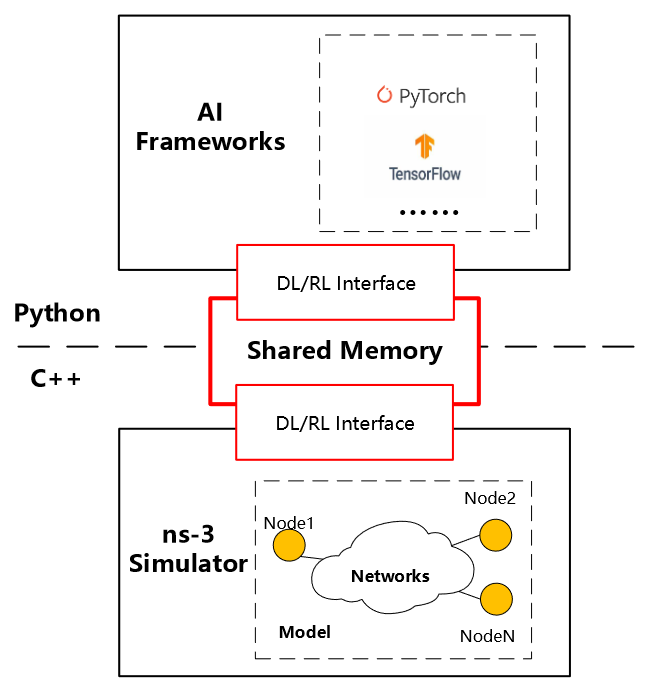 AI
Frameworks
PyTorch
TensorFlow
......
DL/RL Interface
Python
Shared Memory
C++
DL/RL Interface
ns-3
Simulator
Node1
Node2
Networks
Model
NodeN